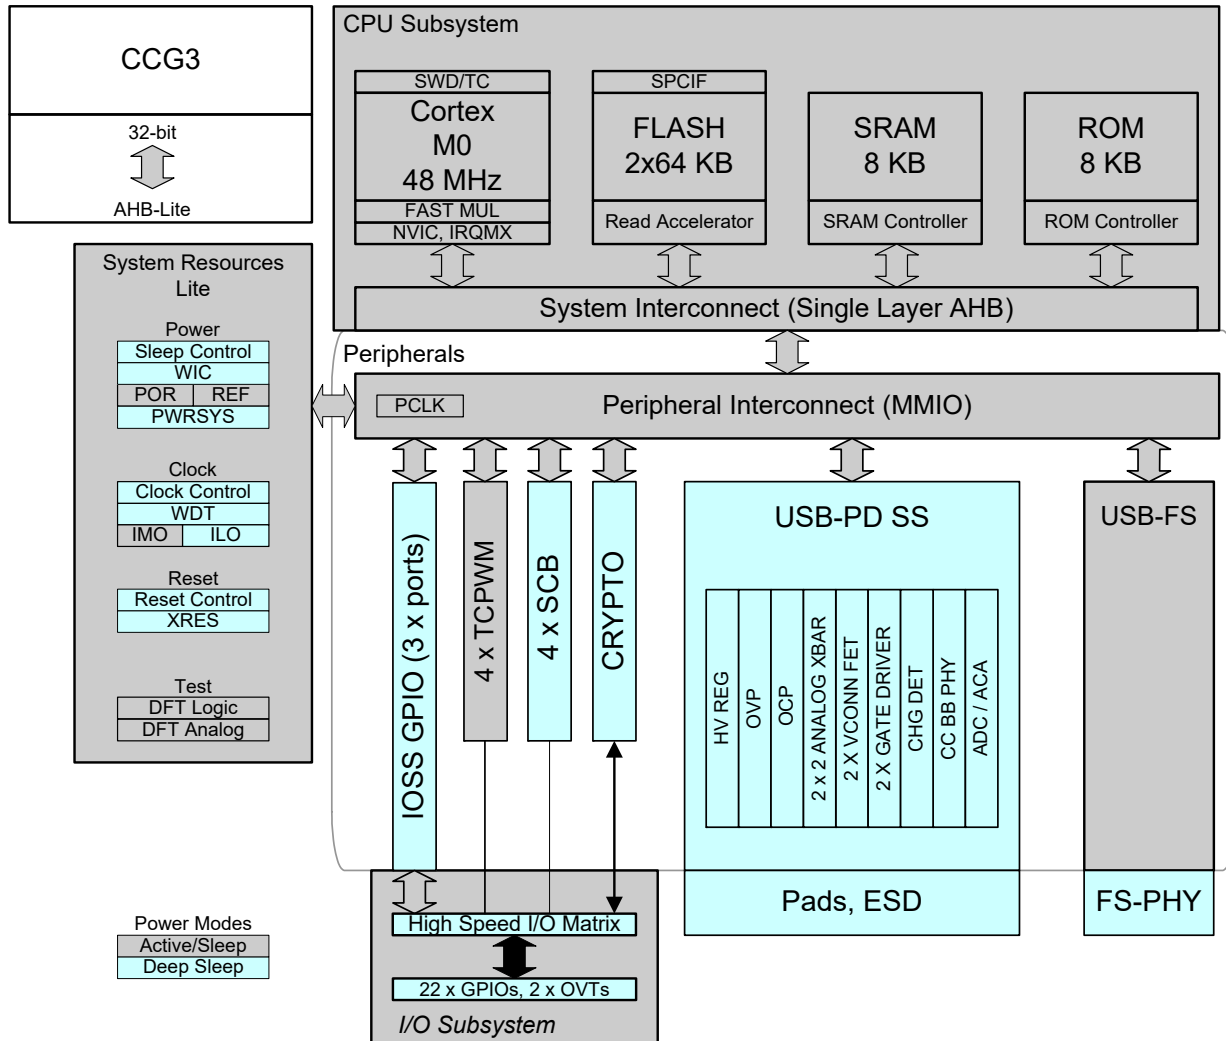 CCG3
32-bit
AHB-Lite
CPU Subsystem
SWD/TC
Cortex
M0
48 MHz
FAST MUL
NVIC, IRQMX
SPCIF
FLASH
2x64 KB
Read Accelerator
SRAM
8 KB
SRAM Controller
ROM
8 KB
ROM Controller
System Interconnect (Single Layer AHB)
System Resources
Lite
Power
Sleep Control
WIC
POR REF
PWRSYS
Clock
Clock Control
WDT
IMO ILO
Reset
Reset Control
XRES
Test
DFT Logic
DFT Analog
Peripherals
PCLK
Peripheral Interconnect (MMIO)
IOSS GPIO (3 x ports)
4 x TCPWM
4 x SCB
CRYPTO
USB-PD SS
HV REG
OVP
OCP
2 x 2 ANALOG XBAR
2 X VCONN FET
2 X GATE DRIVER
CHG DET
CC BB PHY
ADC / ACA
Pads, ESD
USB-FS
FS-PHY
High Speed I/O Matrix
22 x GPIOs, 2 x OVTs
I/O Subsystem
Power Modes
Active/Sleep
Deep Sleep